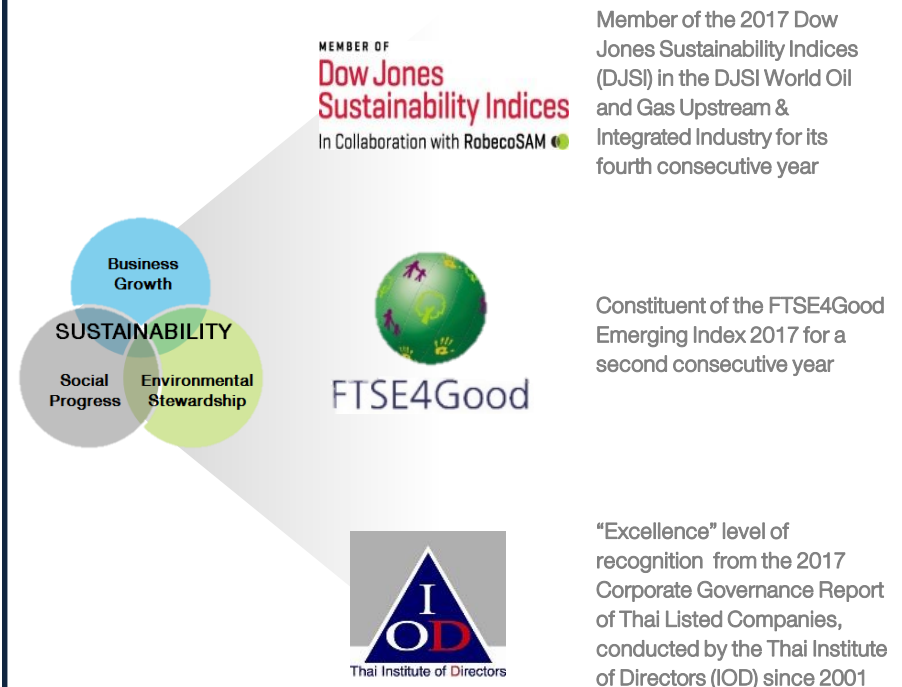 MEMBER OF
Dow Jones
Sustainability Indices
In Collaboration with RobecoSAM
Member of the 2017 Dow
Jones Sustainability Indices
(DJSI) in the DJSI World Oil
and Gas Upstream &
Integrated Industry for its
fourth consecutive year
Business
Growth
SUSTAINABILITY
Social
Progress
Environmental
Stewardship
FTSE4Good
Constituent of the FTSE4Good
Emerging Index 2017 for a
second consecutive year
I
OD
Thai Institute of Directors
“Excellence” level of
recognition from the 2017
Corporate Governance Report
of Thai Listed Companies,
conducted by the Thai Institute
of Directors (IOD) since 2001